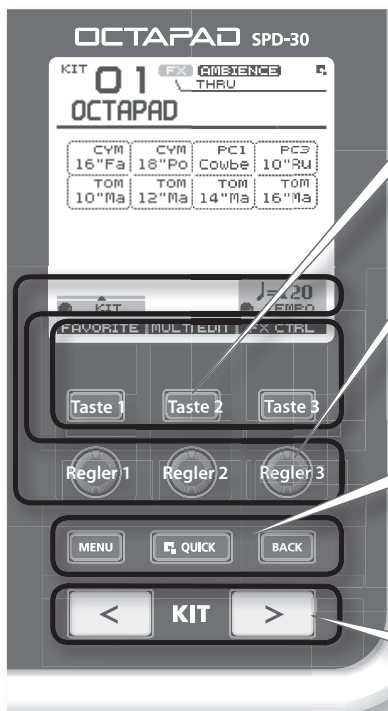 OCTAPAD SPD-30
KIT 01 FX AMBIENCE
THRU
OCTAPAD
CYM CYM PC1 PC3
16"Fa 18"Po Cowbe 10"Ru
TOM TOM TOM TOM
10"Ma 12"Ma 14"Ma 16"Ma
♩=120
KIT TEMPO
FAVORITE MULTI EDIT FX CTRL
Taste 1 Taste 2 Taste 3
Regler 1 Regler 2 Regler 3
MENU QUICK BACK
< KIT >